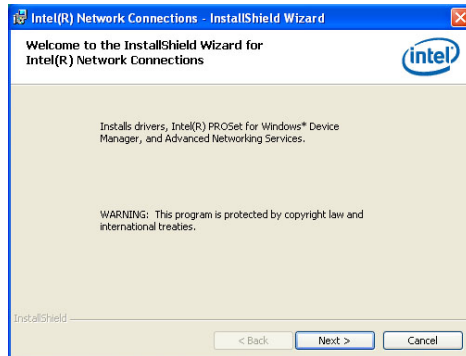 Intel(R) Network Connections - InstallShield Wizard
Welcome to the InstallShield Wizard for
Intel(R) Network Connections
intel
Installs drivers, Intel(R) PROSet for Windows* Device
Manager, and Advanced Networking Services.
WARNING: This program is protected by copyright law and
international treaties.
InstallShield
< Back Next > Cancel